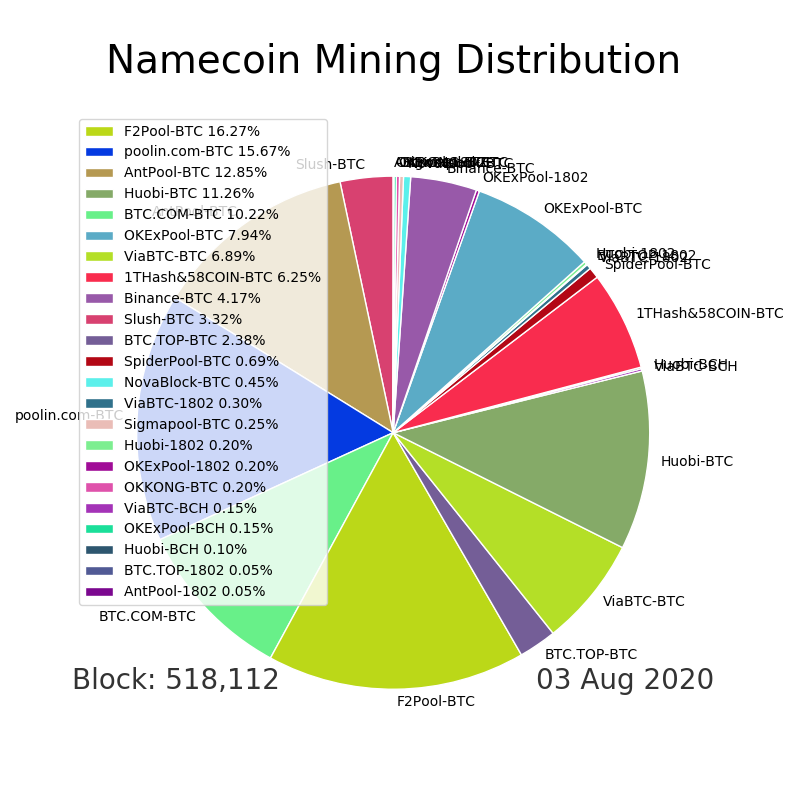 Namecoin Mining Distribution
F2Pool-BTC 16.27%
poolin.com-BTC 15.67%
AntPool-BTC 12.85%
Huobi-BTC 11.26%
BTC.COM-BTC 10.22%
OKExPool-BTC 7.94%
ViaBTC-BTC 6.89%
1THash&58COIN-BTC 6.25%
Binance-BTC 4.17%
Slush-BTC 3.32%
BTC.TOP-BTC 2.38%
SpiderPool-BTC 0.69%
NovaBlock-BTC 0.45%
ViaBTC-1802 0.30%
Sigmapool-BTC 0.25%
Huobi-1802 0.20%
OKExPool-1802 0.20%
OKKONG-BTC 0.20%
ViaBTC-BCH 0.15%
OKExPool-BCH 0.15%
Huobi-BCH 0.10%
BTC.TOP-1802 0.05%
AntPool-1802 0.05%
Slush-BTC
Binance-BTC
OKExPool-1802
OKExPool-BTC
Huobi-1802
SpiderPool-BTC
1THash&58COIN-BTC
Huobi-BCH
ViaBTC-BCH
Huobi-BTC
ViaBTC-BTC
BTC.TOP-BTC
F2Pool-BTC
BTC.COM-BTC
poolin.com-BTC
AntPool-BTC
Block: 518,112
03 Aug 2020